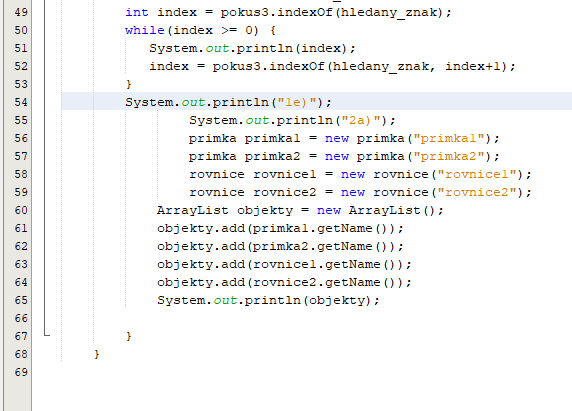 49 int index = pokus3.indexOf(hledany_znak);
50 while(index >= 0) {
51 System.out.println(index);
52 index = pokus3.indexOf(hledany_znak, index+1);
53 }
54 System.out.println("1e)");
55 System.out.println("2a)");
56 primka primka1 = new primka("primka1");
57 primka primka2 = new primka("primka2");
58 rovnice rovnice1 = new rovnice("rovnice1");
59 rovnice rovnice2 = new rovnice("rovnice2");
60 ArrayList objekty = new ArrayList();
61 objekty.add(primka1.getName());
62 objekty.add(primka2.getName());
63 objekty.add(rovnice1.getName());
64 objekty.add(rovnice2.getName());
65 System.out.println(objekty);
66
67 }
68 }
69